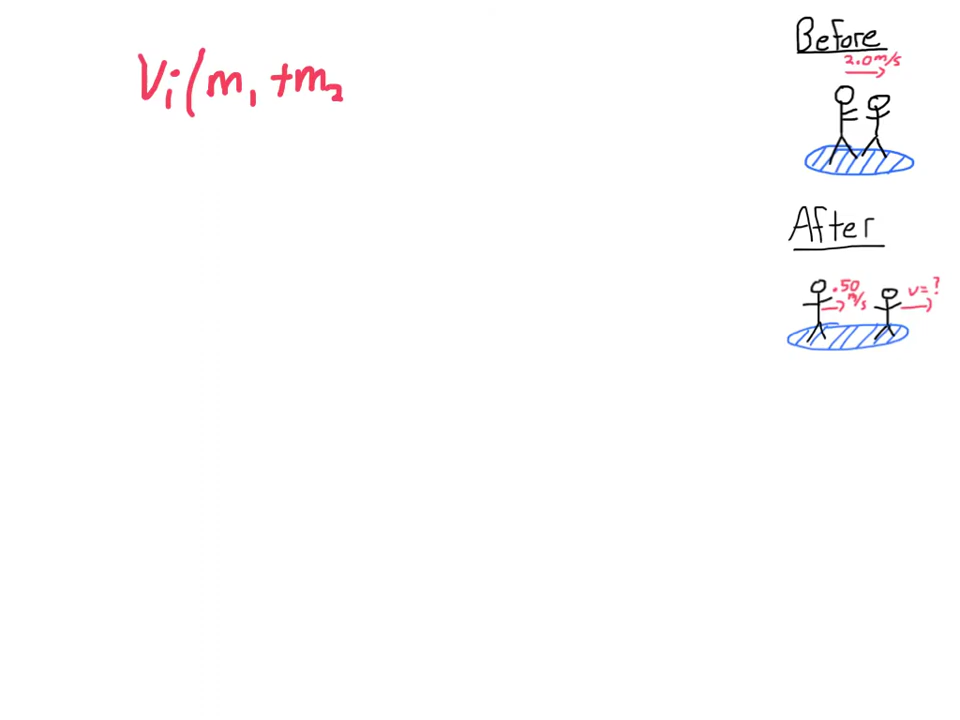 Vi(m1 +m2
Before
2.0m/s
After
.50 m/s
v=?